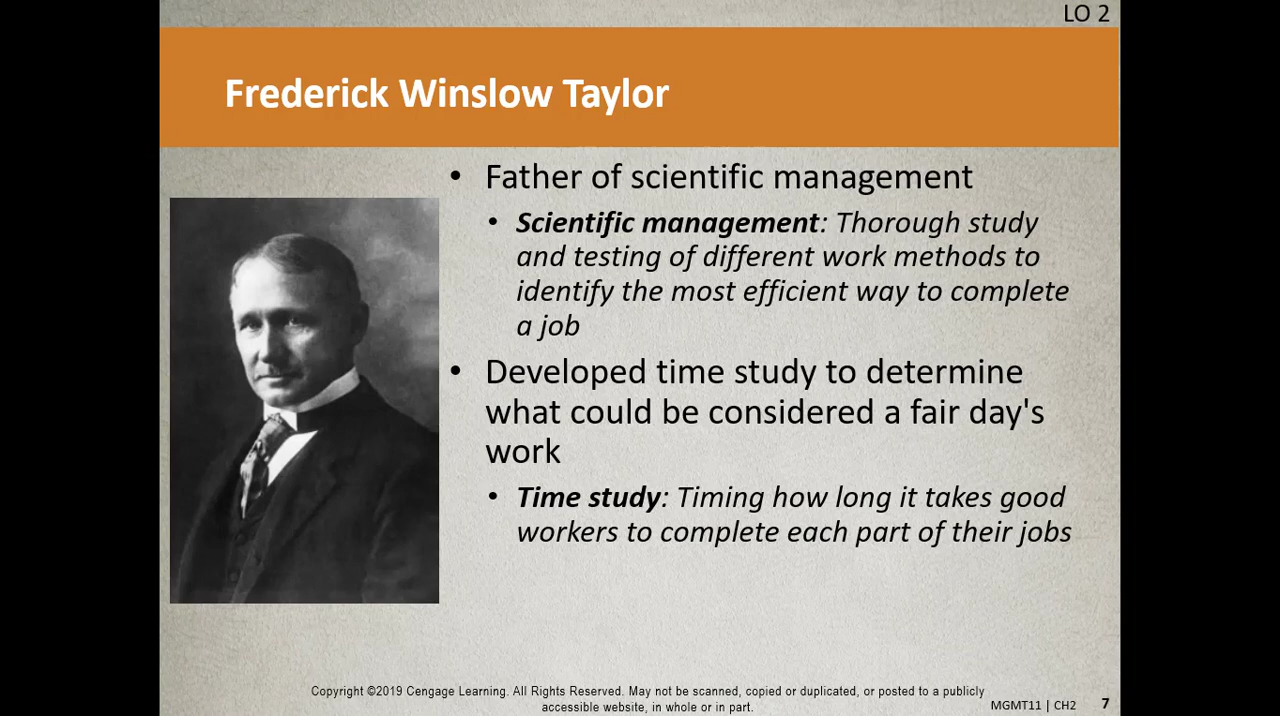 LO 2
Frederick Winslow Taylor
• Father of scientific management
• Scientific management: Thorough study
and testing of different work methods to
identify the most efficient way to complete
a job
• Developed time study to determine
what could be considered a fair day's
work
• Time study: Timing how long it takes good
workers to complete each part of their jobs
Copyright ©2019 Cengage Learning. All Rights Reserved. May not be scanned, copied or duplicated, or posted to a publicly
accessible website, in whole or in part.
MGMT11 | CH2 7